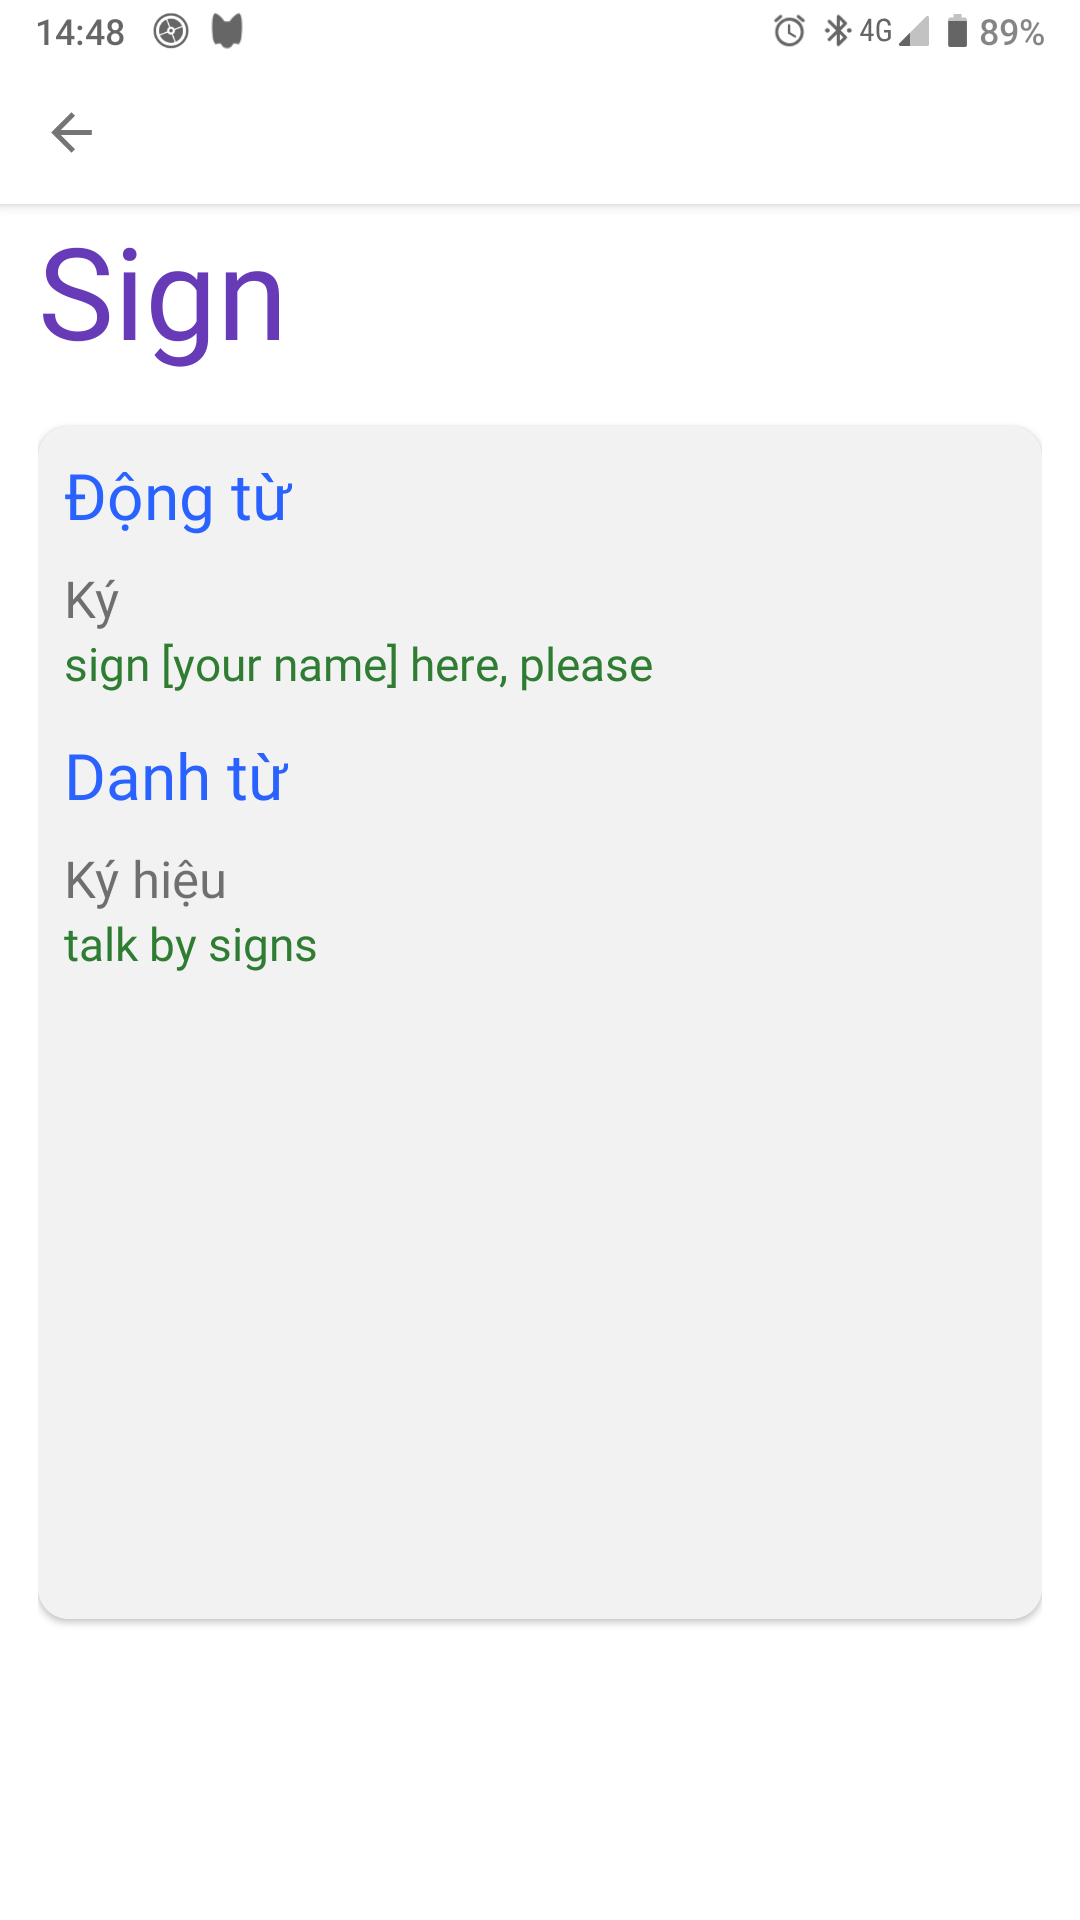 14:48 4G 89%
Sign
Động từ
Ký
sign [your name] here, please
Danh từ
Ký hiệu
talk by signs